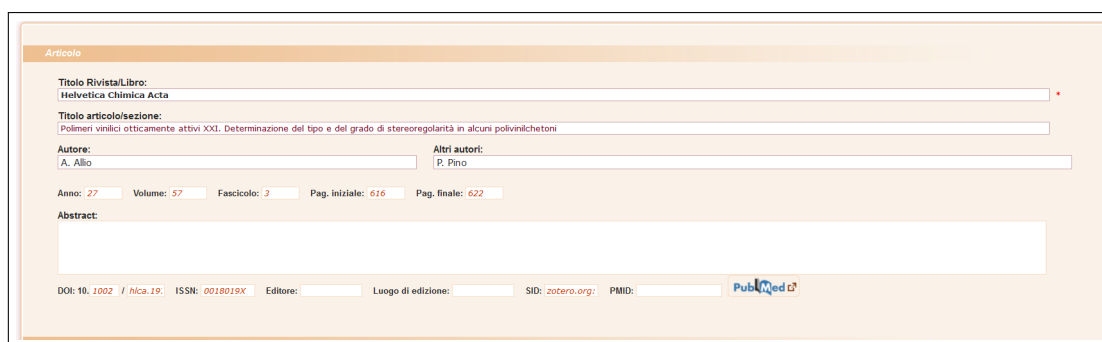 Articolo
Titolo Rivista/Libro:
Helvetica Chimica Acta *
Titolo articolo/sezione:
Polimeri vinilici otticamente attivi XXI. Determinazione del tipo e del grado di stereoregolarità in alcuni polivinilchetoni
Autore: Altri autori:
A. Allio P. Pino
Anno: 27 Volume: 57 Fascicolo: 3 Pag. iniziale: 616 Pag. finale: 622
Abstract:
DOI: 10. 1002 / hlca.19. ISSN: 0018019X Editore: Luogo di edizione: SID: zotero.org: PMID: PubMed